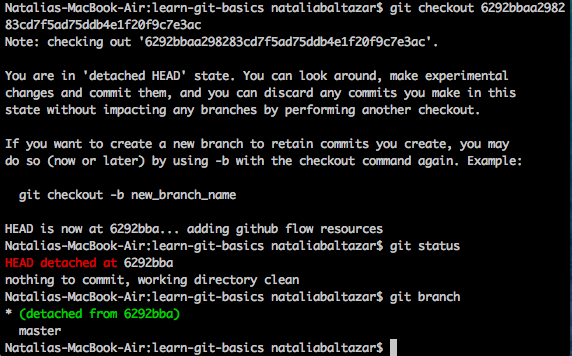 Natalias-MacBook-Air:learn-git-basics nataliabaltazar$ git checkout 6292bbaa2982
83cd7f5ad75ddb4e1f20f9c7e3ac
Note: checking out '6292bbaa298283cd7f5ad75ddb4e1f20f9c7e3ac'.
You are in 'detached HEAD' state. You can look around, make experimental
changes and commit them, and you can discard any commits you make in this
state without impacting any branches by performing another checkout.
If you want to create a new branch to retain commits you create, you may
do so (now or later) by using -b with the checkout command again. Example:
git checkout -b new_branch_name
HEAD is now at 6292bba... adding github flow resources
Natalias-MacBook-Air:learn-git-basics nataliabaltazar$ git status
HEAD detached at 6292bba
nothing to commit, working directory clean
Natalias-MacBook-Air:learn-git-basics nataliabaltazar$ git branch
* (detached from 6292bba)
master
Natalias-MacBook-Air:learn-git-basics nataliabaltazar$